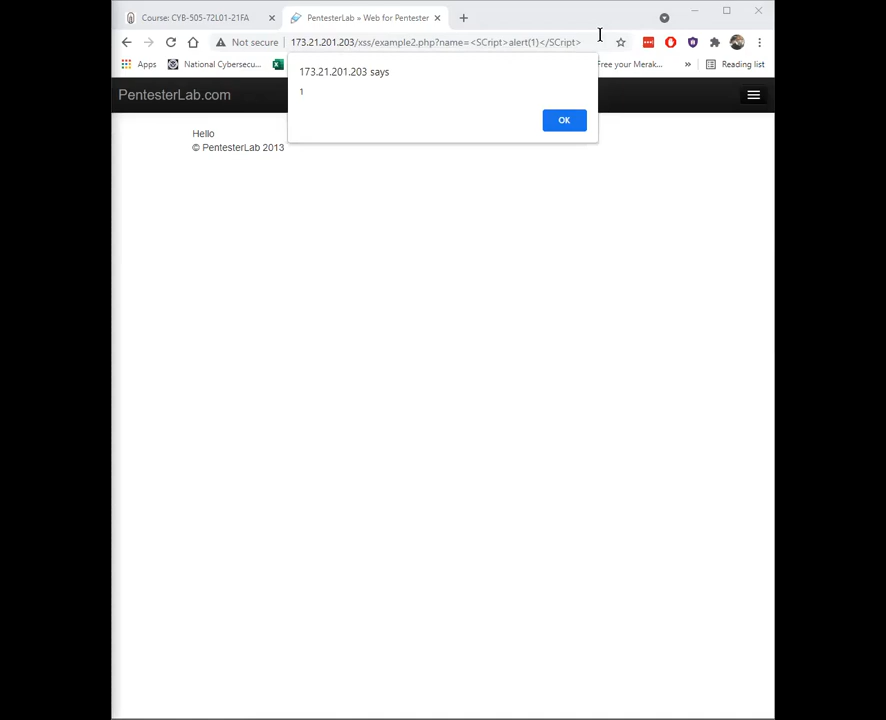 Course: CYB-505-72L01-21FA
PentesterLab » Web for Pentester
Not secure
173.21.201.203/xss/example2.php?name=<SCript>alert(1)</SCript>
Apps
National Cybersecu...
Free your Merak...
»
Reading list
173.21.201.203 says
1
OK
PentesterLab.com
Hello
© PentesterLab 2013